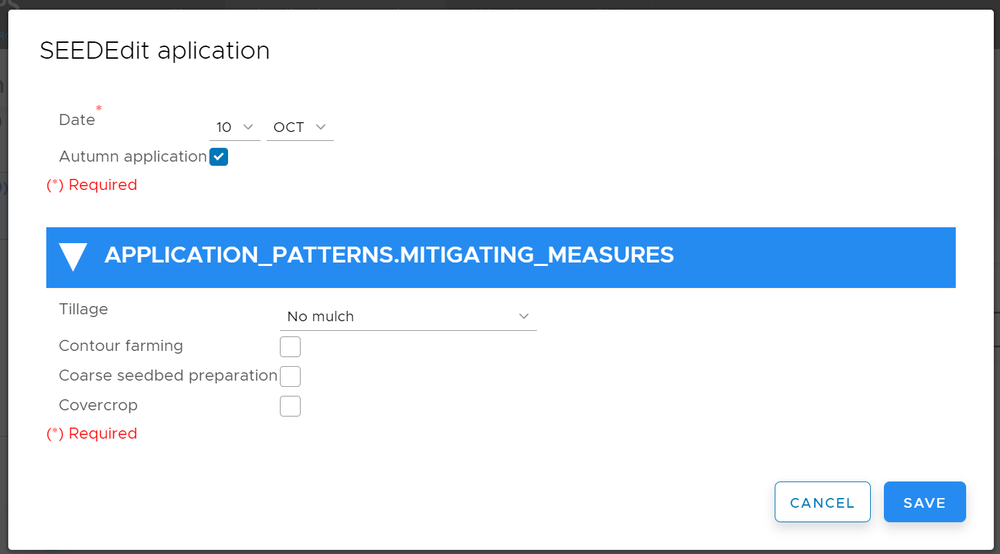 SEEDEdit aplication
Date*
10 OCT
Autumn application
(*) Required
APPLICATION_PATTERNS.MITIGATING_MEASURES
Tillage
No mulch
Contour farming
Coarse seedbed preparation
Covercrop
(*) Required
CANCEL SAVE